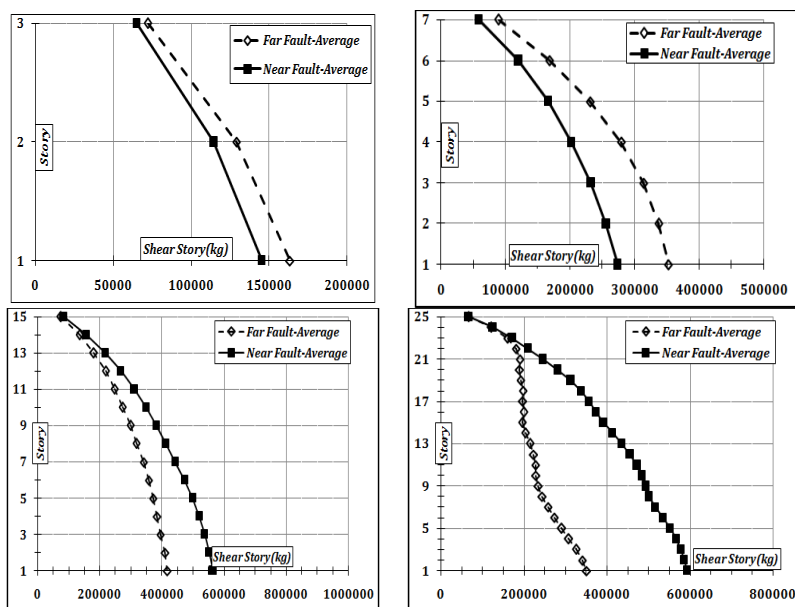 3
2
1
Far Fault-Average
Near Fault-Average
Story
Shear Story(kg)
0 50000 100000 150000 200000
7
6
5
4
3
2
1
Far Fault-Average
Near Fault-Average
Story
Shear Story(kg)
0 100000 200000 300000 400000 500000
15
13
11
9
7
5
3
1
Far Fault-Average
Near Fault-Average
Story
Shear Story(kg)
0 200000 400000 600000 800000 1000000
25
21
17
13
9
5
1
Far Fault-Average
Near Fault-Average
Story
Shear Story(kg)
0 200000 400000 600000 800000